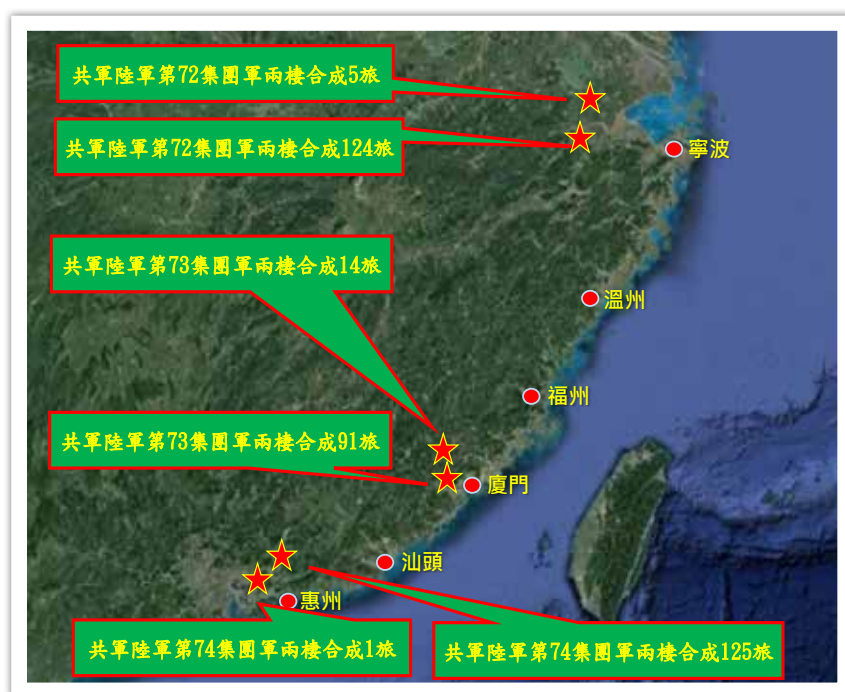 共軍陸軍第72集團軍兩棲合成5旅
共軍陸軍第72集團軍兩棲合成124旅
寧波
共軍陸軍第73集團軍兩棲合成14旅
溫州
福州
共軍陸軍第73集團軍兩棲合成91旅
廈門
汕頭
惠州
共軍陸軍第74集團軍兩棲合成1旅
共軍陸軍第74集團軍兩棲合成125旅